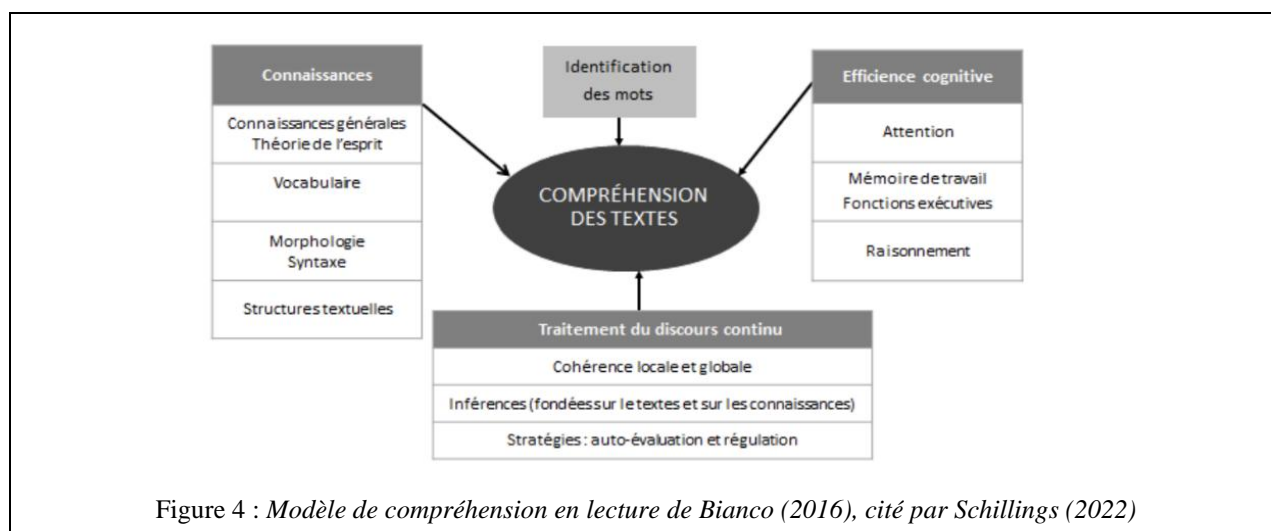 Connaissances
Connaissances générales
Théorie de l'esprit
Vocabulaire
Morphologie
Syntaxe
Structures textuelles
Identification
des mots
Efficience cognitive
Attention
Mémoire de travail
Fonctions exécutives
Raisonnement
COMPRÉHENSION
DES TEXTES
Traitement du discours continu
Cohérence locale et globale
Inférences (fondées sur le textes et sur les connaissances)
Stratégies : auto-évaluation et régulation
Figure 4 : Modèle de compréhension en lecture de Bianco (2016), cité par Schillings (2022)